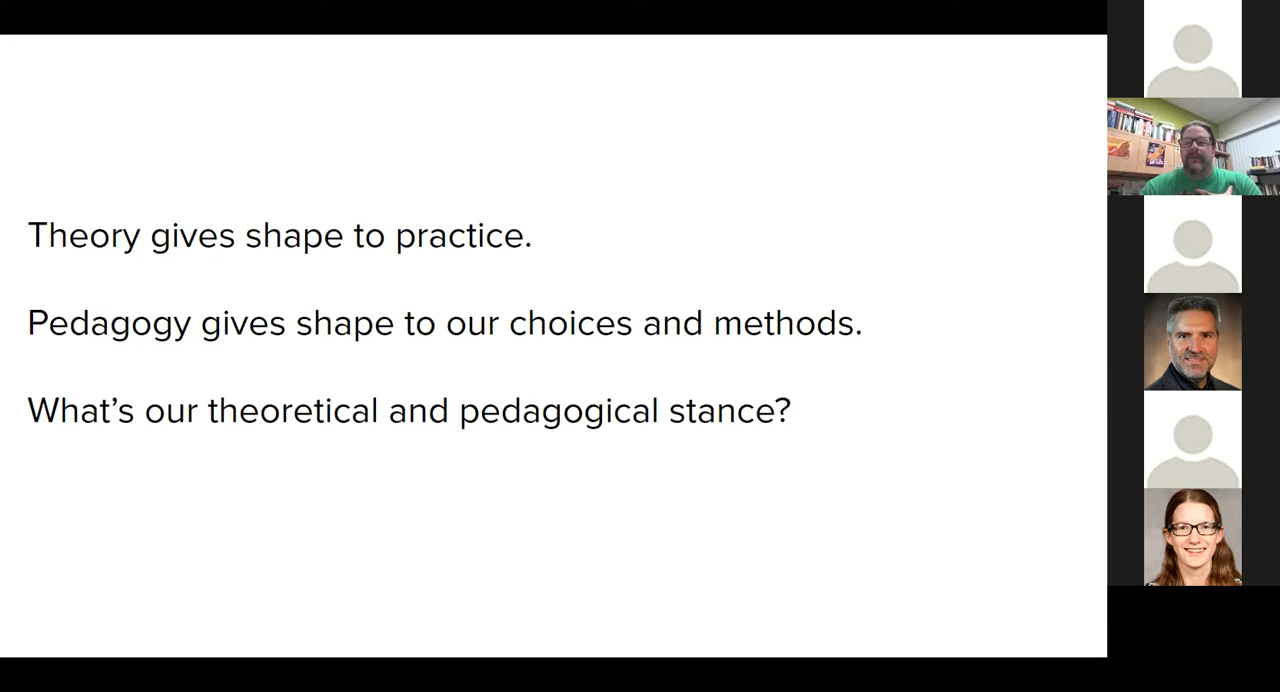 Theory gives shape to practice.
Pedagogy gives shape to our choices and methods.
What’s our theoretical and pedagogical stance?